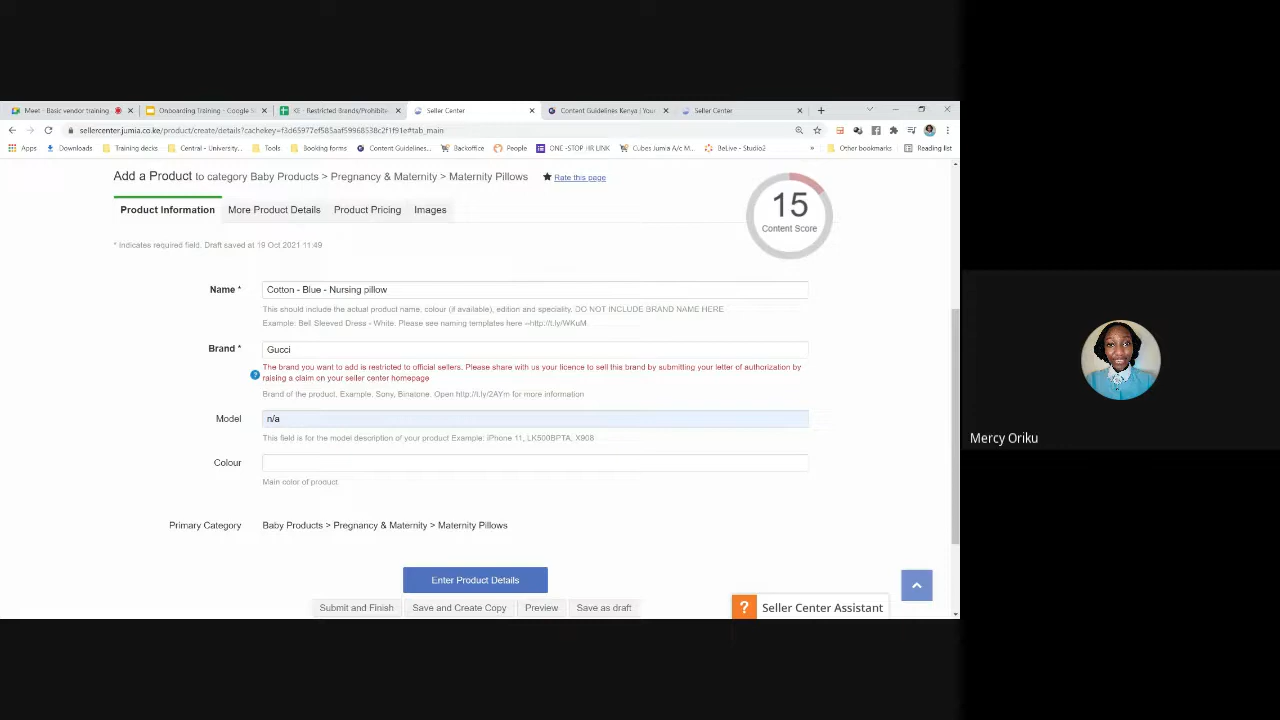 Meet - Basic vendor training
Onboarding Training - Google S
KE - Restricted Brands/Prohibite
Seller Center
Content Guidelines Kenya | Your
Seller Center
sellercenter.jumia.co.ke/product/create/details?cachekey=f3d65977ef585aaf59968538c2f1f91e#tab_main
Apps
Downloads
Training decks
Central - University...
Tools
Booking forms
Content Guidelines...
Backoffice
People
ONE -STOP HR LINK
Cubes Jumia A/c M...
BeLive - Studio2
»
Other bookmarks
Reading list
Add a Product to category Baby Products > Pregnancy & Maternity > Maternity Pillows
Rate this page
15
Content Score
Product Information
More Product Details
Product Pricing
Images
* Indicates required field. Draft saved at 19 Oct 2021 11:49
Name *
Cotton - Blue - Nursing pillow
This should include the actual product name, colour (if available), edition and speciality. DO NOT INCLUDE BRAND NAME HERE
Example: Bell Sleeved Dress - White. Please see naming templates here –http://t.ly/WKuM
Brand *
Gucci
?
The brand you want to add is restricted to official sellers. Please share with us your licence to sell this brand by submitting your letter of authorization by
raising a claim on your seller center homepage
Brand of the product. Example, Sony, Binatone. Open http://t.ly/2AYm for more information
Model
n/a
This field is for the model description of your product Example: iPhone 11, LK500BPTA, X908
Colour
Main color of product
Primary Category
Baby Products > Pregnancy & Maternity > Maternity Pillows
Enter Product Details
Submit and Finish
Save and Create Copy
Preview
Save as draft
? Seller Center Assistant
Mercy Oriku